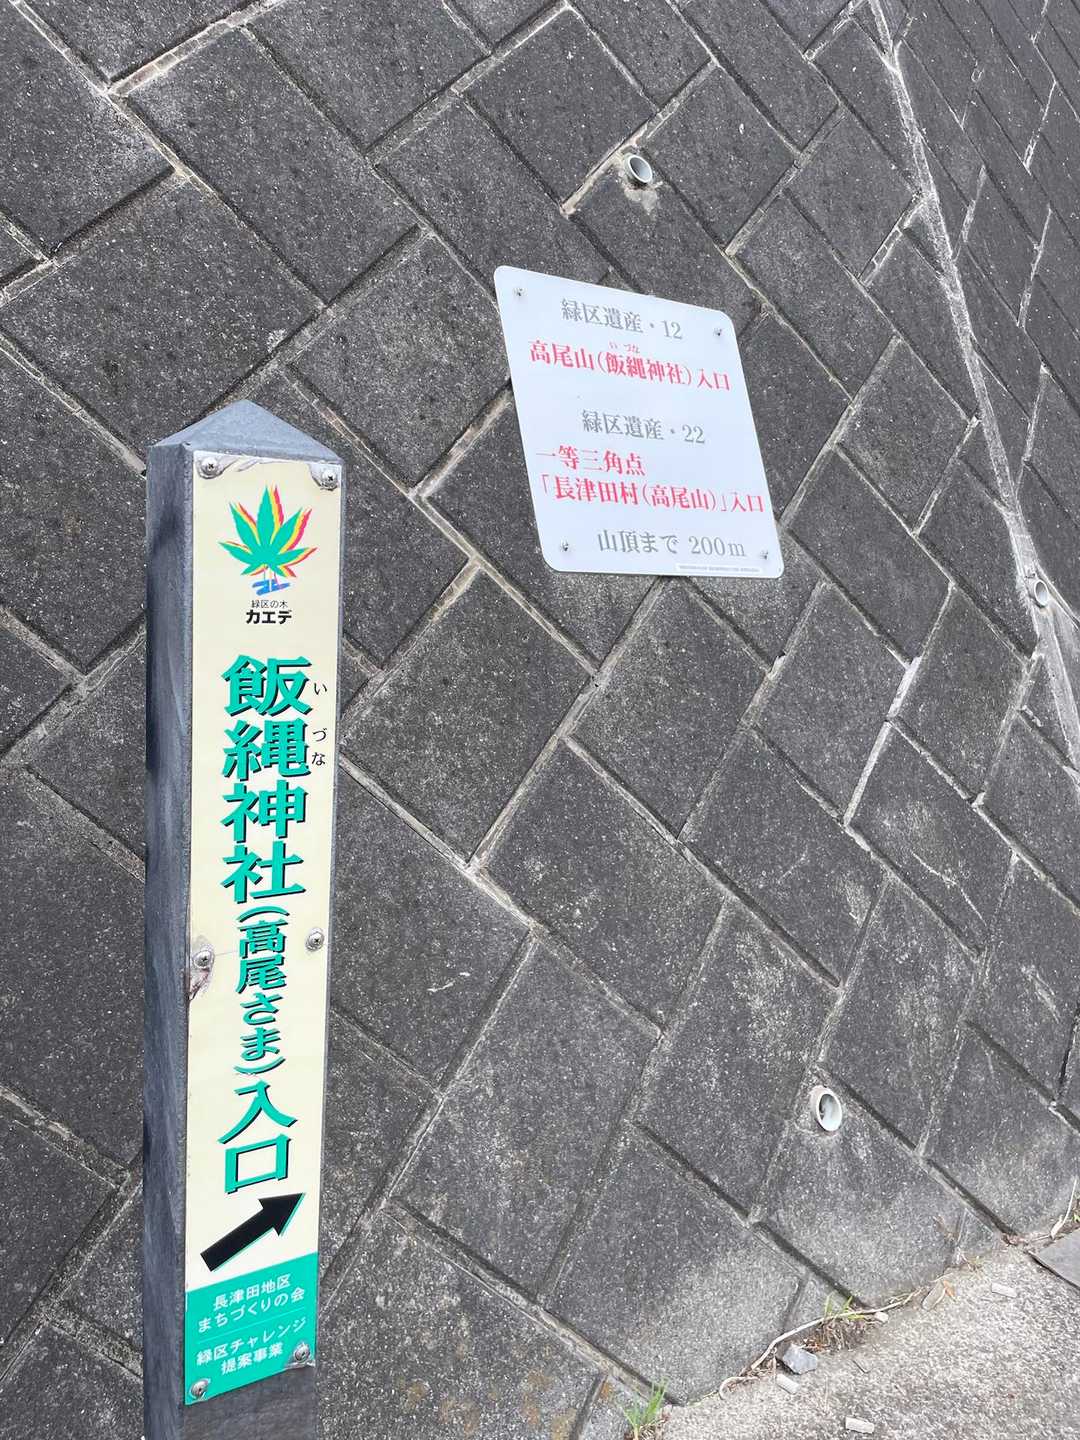 緑区の木
カエデ
飯縄神社(高尾さま)入口
いづな
長津田地区
まちづくりの会
緑区チャレンジ
提案事業
緑区遺産・12
いづな
高尾山(飯縄神社)入口
緑区遺産・22
一等三角点
「長津田村(高尾山)」入口
山頂まで 200m